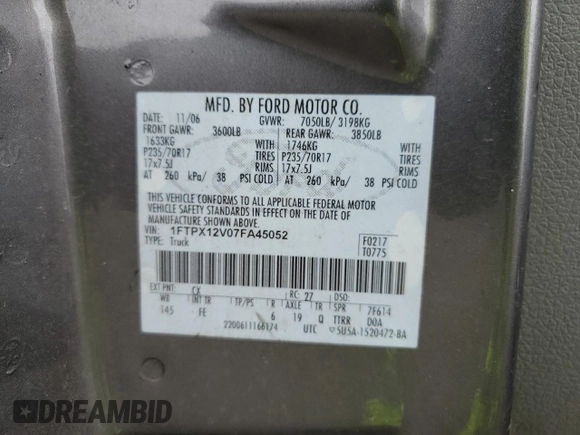 MFD. BY FORD MOTOR CO.
DATE: 11/06 GVWR: 7050LB/ 3198KG
FRONT GAWR: 3600LB REAR GAWR: 3850LB
1633KG WITH 1746KG WITH
P235/70R17 TIRES P235/70R17 TIRES
17x7.5J RIMS 17x7.5J RIMS
AT 260 kPa/ 38 PSI COLD AT 260 kPa/ 38 PSI COLD
THIS VEHICLE CONFORMS TO ALL APPLICABLE FEDERAL MOTOR
VEHICLE SAFETY STANDARDS IN EFFECT ON THE DATE OF
MANUFACTURE SHOWN ABOVE.
VIN: 1FTPX12V07FA45052 F0217
TYPE: Truck T0775
EXT PNT: CX RC: 27 DSO:
WB INT TR TP/PS R AXLE TR SPR 7F614
145 FE 6 19 Q TTRR DOA
2200611166174 UTC 5U5A-1520472-BA
DREAMBID